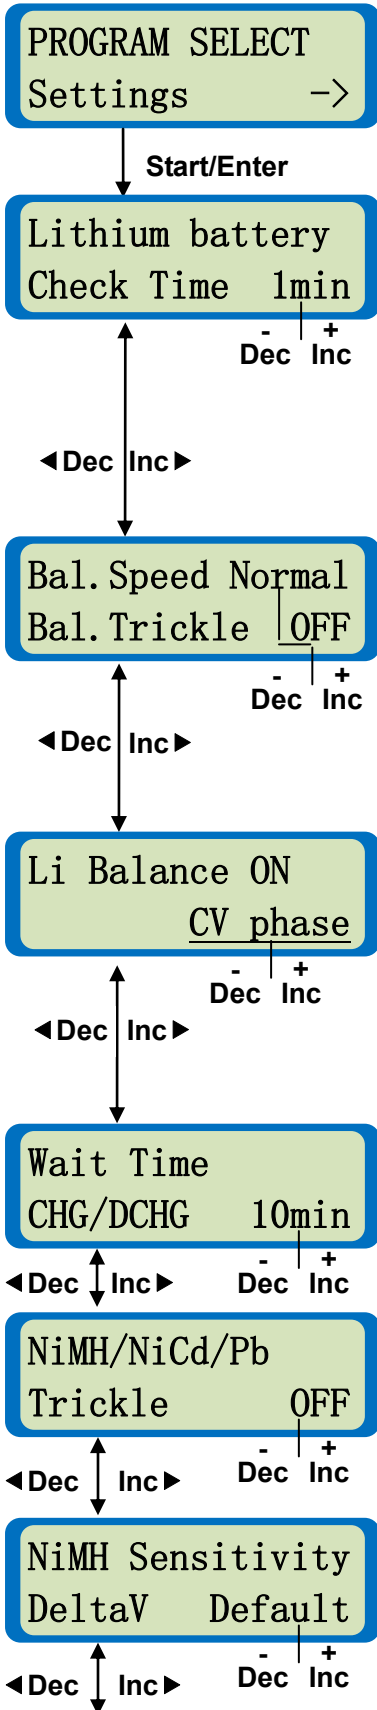 PROGRAM SELECT
Settings ->
Start/Enter
Lithium battery
Check Time 1min
- +
Dec Inc
◀Dec Inc▶
Bal.Speed Normal
Bal.Trickle OFF
- +
Dec Inc
◀Dec Inc▶
Li Balance ON
CV phase
- +
Dec Inc
◀Dec Inc▶
Wait Time
CHG/DCHG 10min
- +
◀Dec Inc▶ Dec Inc
NiMH/NiCd/Pb
Trickle OFF
- +
◀Dec Inc▶ Dec Inc
NiMH Sensitivity
DeltaV Default
- +
◀Dec Inc▶ Dec Inc